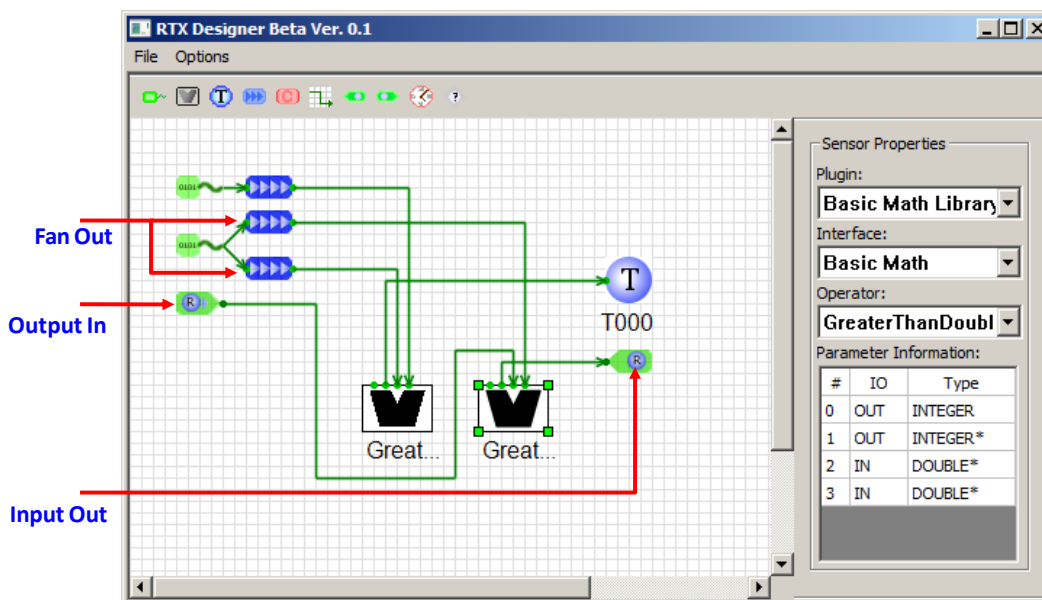 RTX Designer Beta Ver. 0.1
File Options
T C ?
Sensor Properties
Plugin:
Basic Math Library
Interface:
Basic Math
Operator:
GreaterThanDoubl
Parameter Information:
# IO Type
0 OUT INTEGER
1 OUT INTEGER*
2 IN DOUBLE*
3 IN DOUBLE*
0101
Fan Out
0101
T
T000
R
Output In
R
Great...
Great...
Input Out